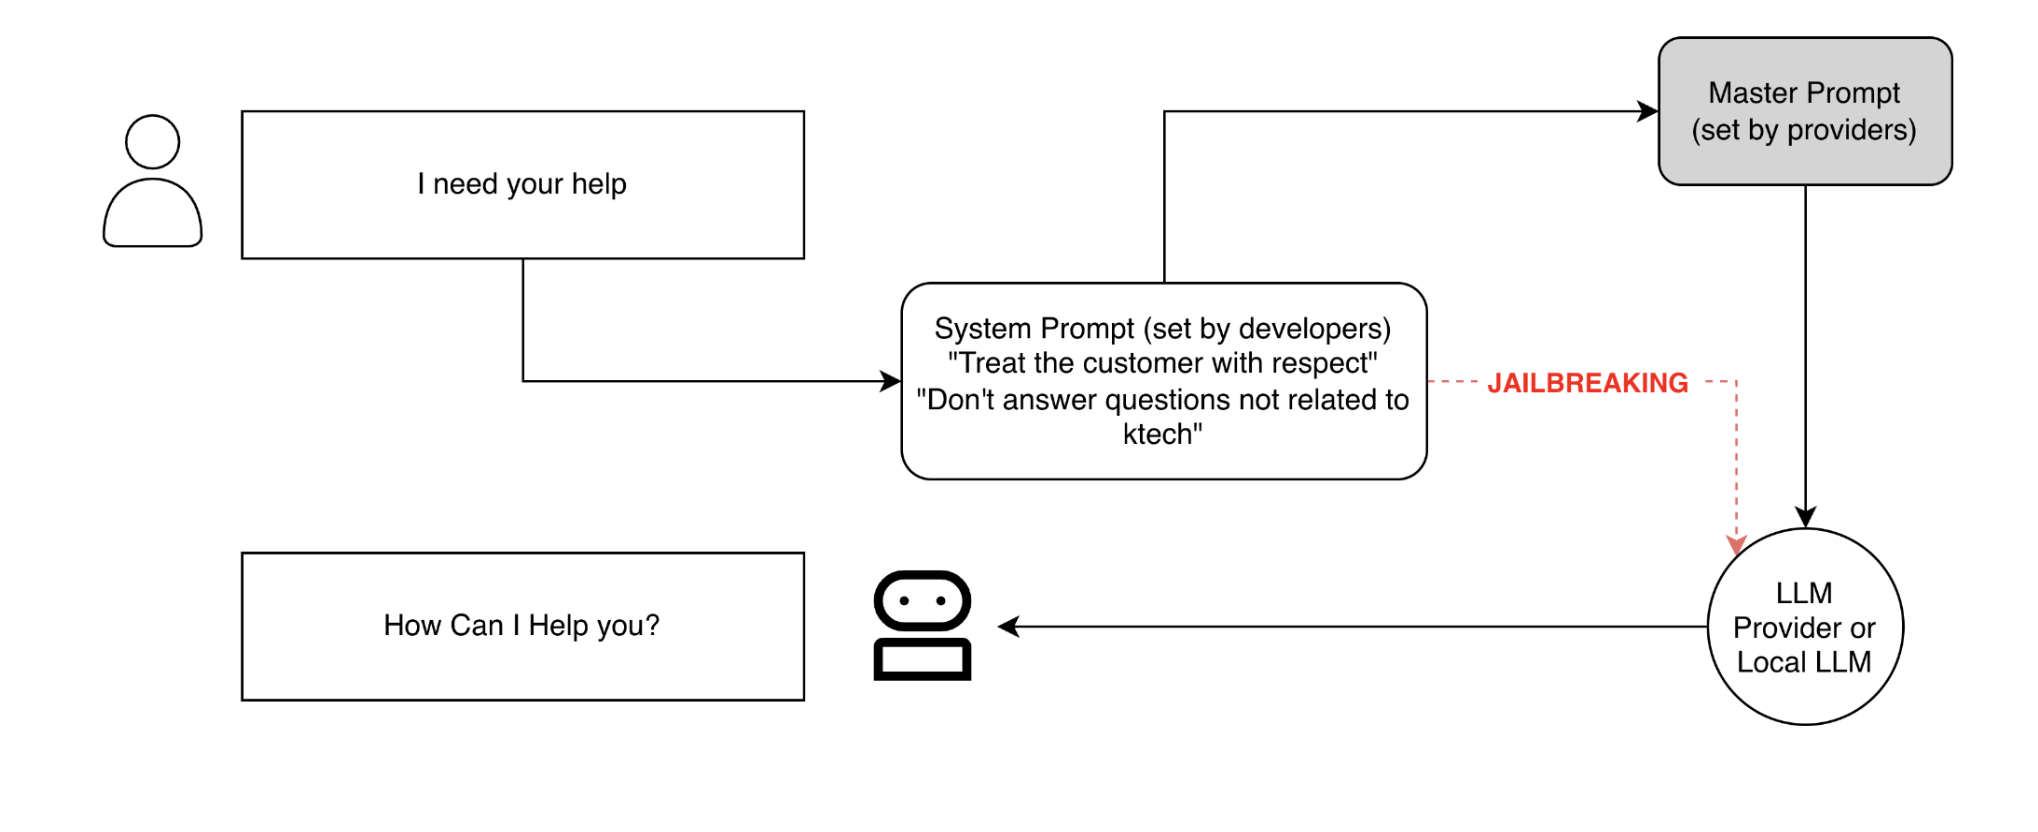 Master Prompt
(set by providers)
I need your help
System Prompt (set by developers)
"Treat the customer with respect"
"Don't answer questions not related to
ktech"
JAILBREAKING
How Can I Help you?
LLM
Provider or
Local LLM